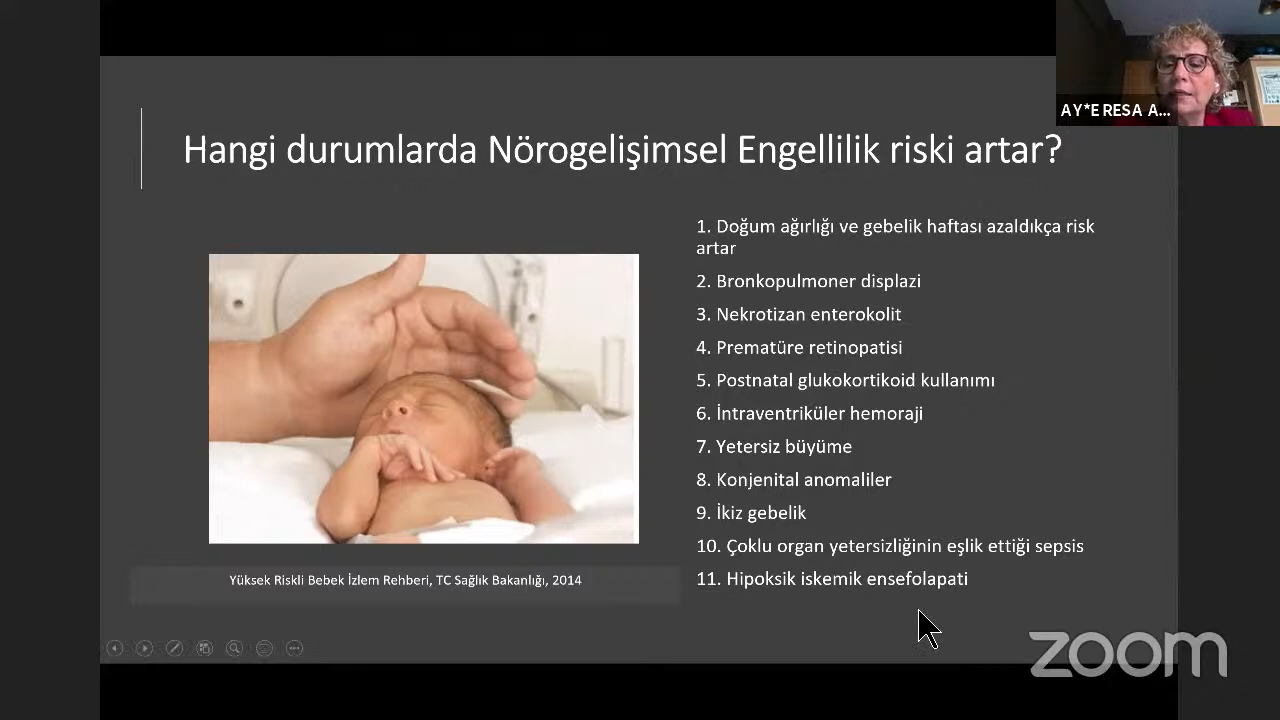 AY*E RESA A...
Hangi durumlarda Nörogelişimsel Engellilik riski artar?
1. Doğum ağırlığı ve gebelik haftası azaldıkça risk
artar
2. Bronkopulmoner displazi
3. Nekrotizan enterokolit
4. Prematüre retinopatisi
5. Postnatal glukokortikoid kullanımı
6. İntraventriküler hemoraji
7. Yetersiz büyüme
8. Konjenital anomaliler
9. İkiz gebelik
10. Çoklu organ yetersizliğinin eşlik ettiği sepsis
11. Hipoksik iskemik ensefolapati
Yüksek Riskli Bebek İzlem Rehberi, TC Sağlık Bakanlığı, 2014
zoom